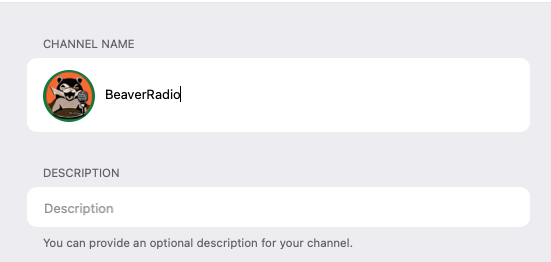 CHANNEL NAME
BeaverRadio
DESCRIPTION
Description
You can provide an optional description for your channel.